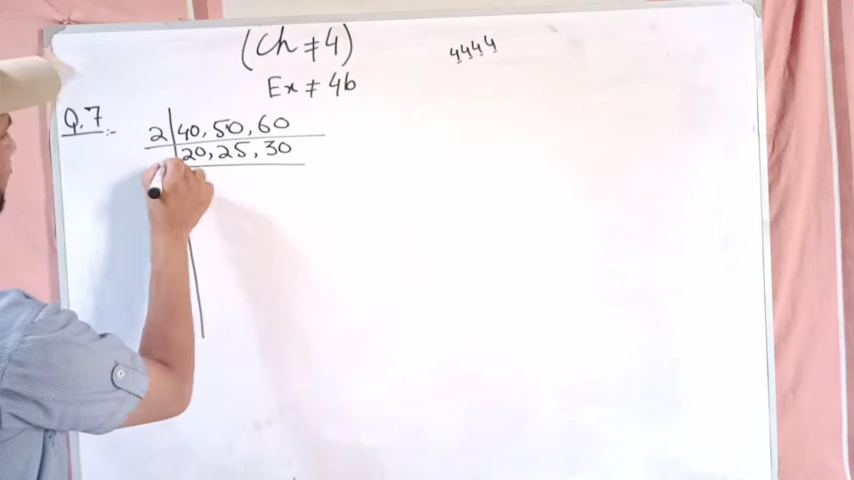 (Ch ≠ 4)
Ex ≠ 4b
4444
Q.7 :-
2 | 40, 50, 60
20, 25, 30